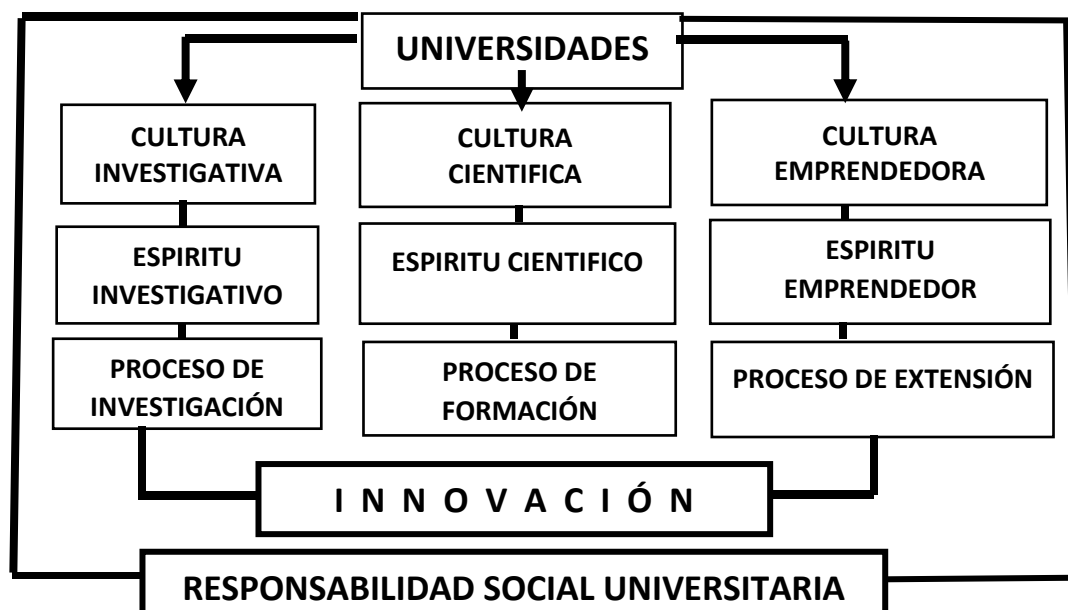 UNIVERSIDADES
CULTURA
INVESTIGATIVA
CULTURA
CIENTIFICA
CULTURA
EMPRENDEDORA
ESPIRITU
INVESTIGATIVO
ESPIRITU CIENTIFICO
ESPIRITU
EMPRENDEDOR
PROCESO DE
INVESTIGACIÓN
PROCESO DE
FORMACIÓN
PROCESO DE EXTENSIÓN
I N N O V A C I Ó N
RESPONSABILIDAD SOCIAL UNIVERSITARIA